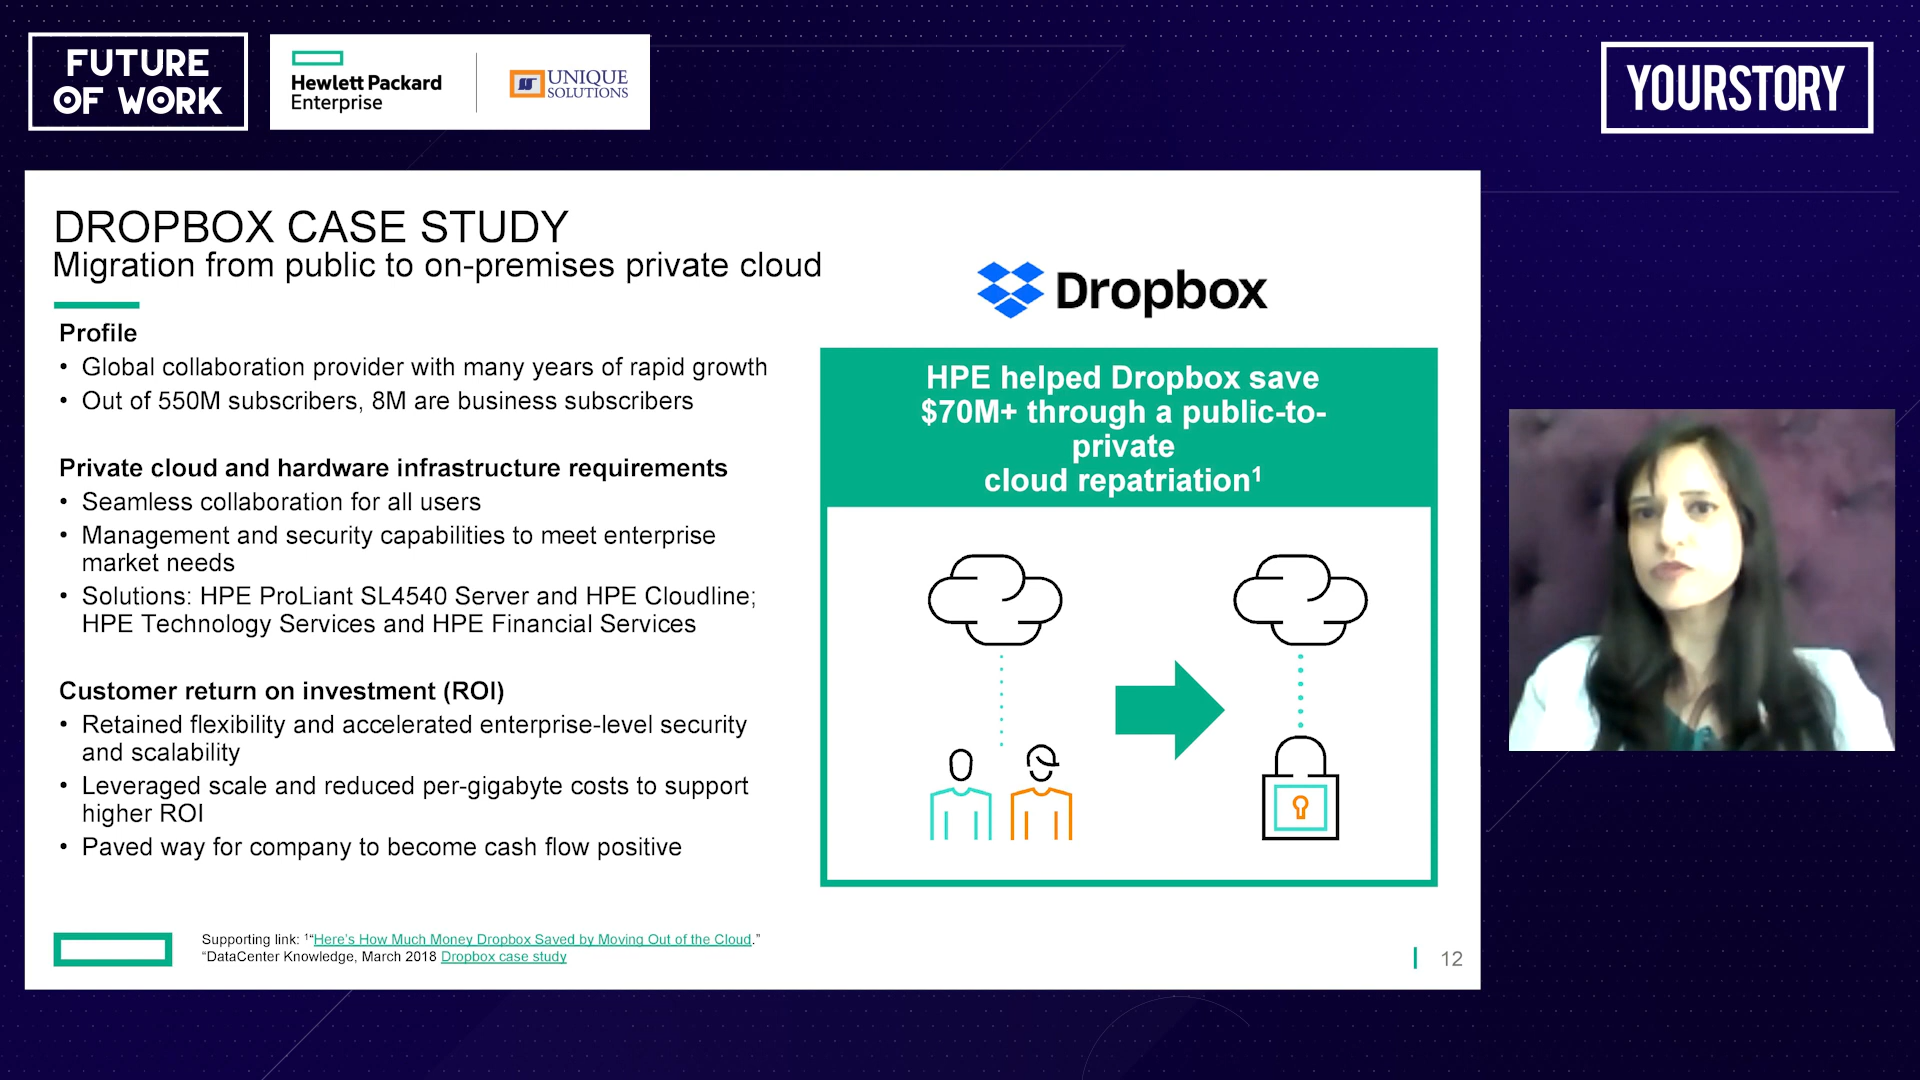 FUTURE
OF WORK
Hewlett Packard
Enterprise
UNIQUE
SOLUTIONS
YOURSTORY
DROPBOX CASE STUDY
Migration from public to on-premises private cloud
Profile
• Global collaboration provider with many years of rapid growth
• Out of 550M subscribers, 8M are business subscribers
Private cloud and hardware infrastructure requirements
• Seamless collaboration for all users
• Management and security capabilities to meet enterprise
market needs
• Solutions: HPE ProLiant SL4540 Server and HPE Cloudline;
HPE Technology Services and HPE Financial Services
Customer return on investment (ROI)
• Retained flexibility and accelerated enterprise-level security
and scalability
• Leveraged scale and reduced per-gigabyte costs to support
higher ROI
• Paved way for company to become cash flow positive
Dropbox
HPE helped Dropbox save
$70M+ through a public-to-
private
cloud repatriation¹
Supporting link: ¹“Here’s How Much Money Dropbox Saved by Moving Out of the Cloud.”
“DataCenter Knowledge, March 2018 Dropbox case study
12